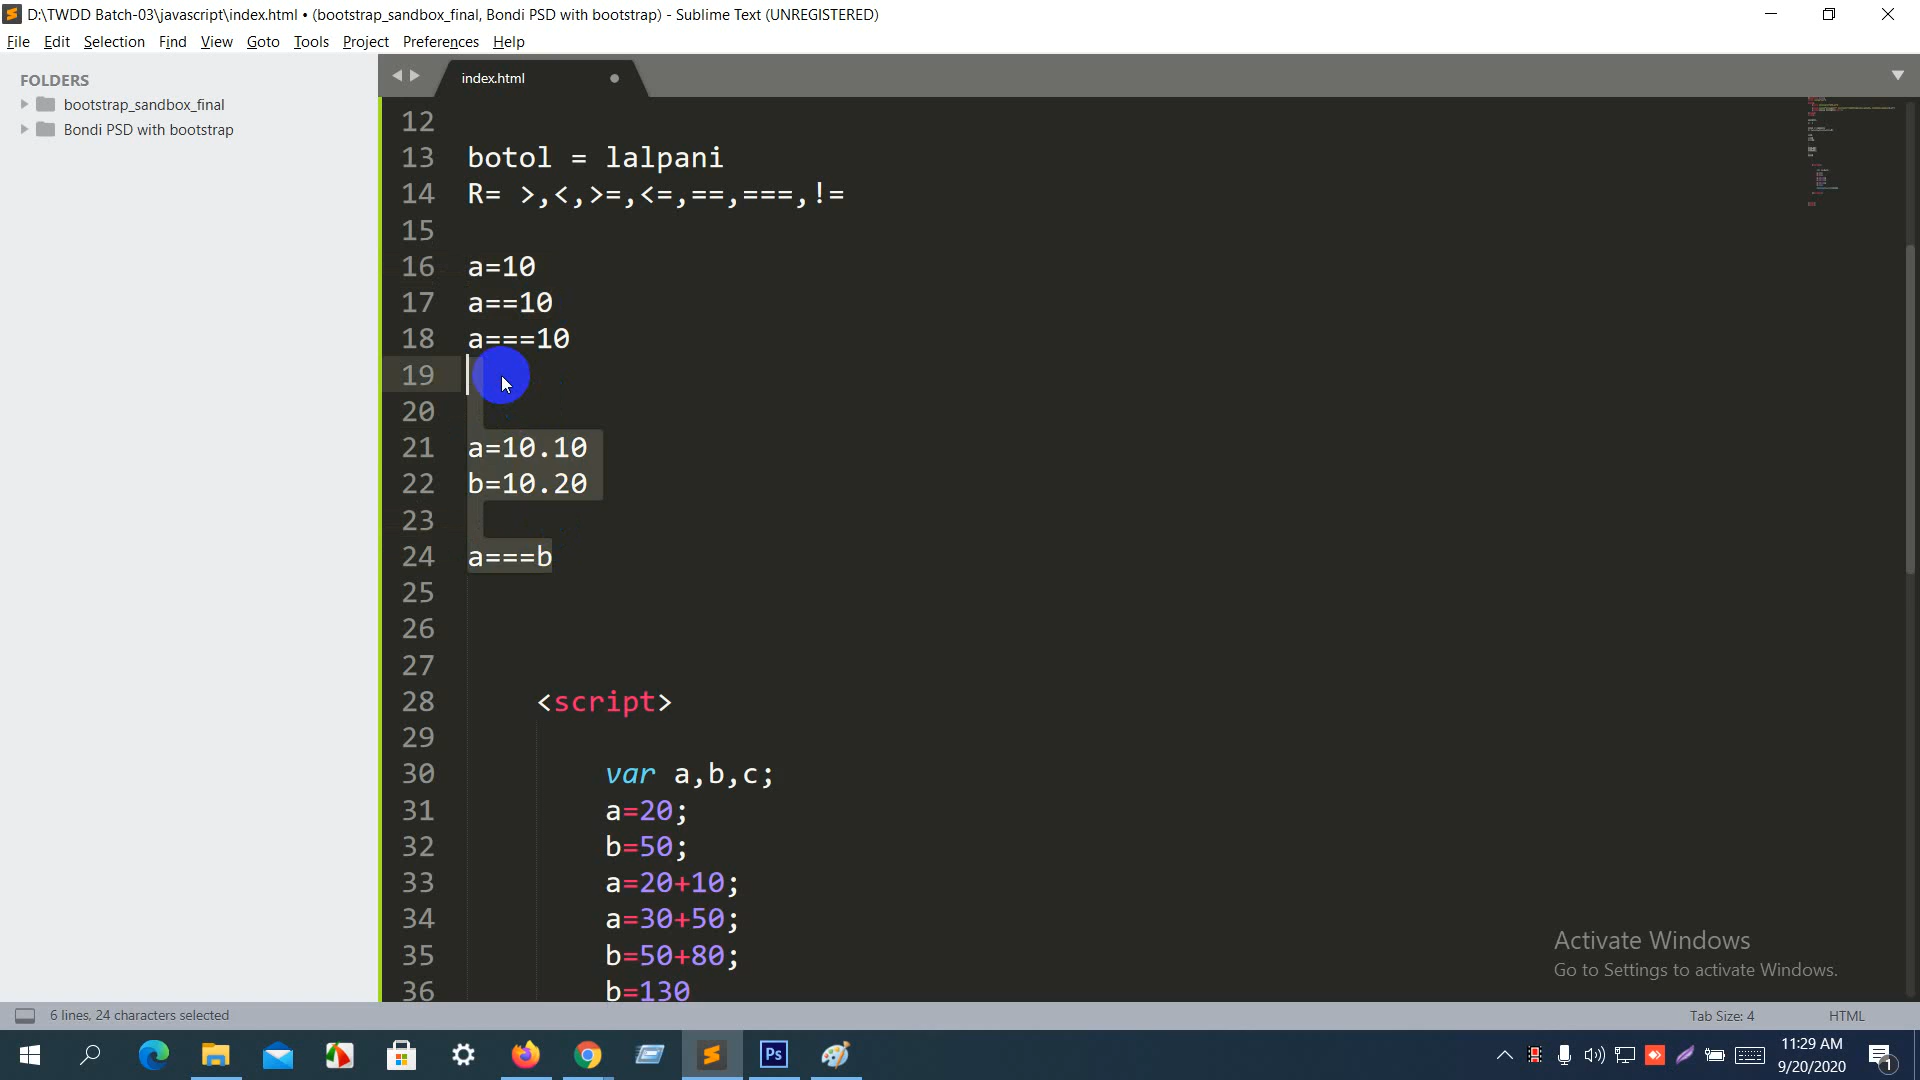 D:\TWDD Batch-03\javascript\index.html • (bootstrap_sandbox_final, Bondi PSD with bootstrap) - Sublime Text (UNREGISTERED)
File Edit Selection Find View Goto Tools Project Preferences Help
FOLDERS
bootstrap_sandbox_final
Bondi PSD with bootstrap
index.html
12
13 botol = lalpani
14 R= >,<,>=,<=,==,===,!=
15
16 a=10
17 a==10
18 a===10
19
20
21 a=10.10
22 b=10.20
23
24 a===b
25
26
27
28 <script>
29
30 var a,b,c;
31 a=20;
32 b=50;
33 a=20+10;
34 a=30+50;
35 b=50+80;
36 b=130
Activate Windows
Go to Settings to activate Windows.
6 lines, 24 characters selected
Tab Size: 4
HTML
Ps
11:29 AM
9/20/2020
1